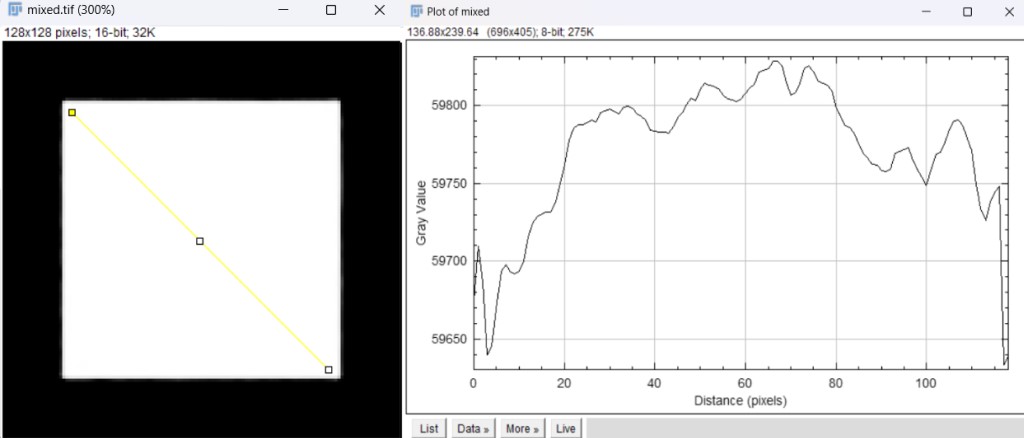 mixed.tif (300%)
128x128 pixels; 16-bit; 32K
Plot of mixed
136.88x239.64 (696x405); 8-bit; 275K
59800
59750
59700
59650
Gray Value
0 20 40 60 80 100
Distance (pixels)
List Data » More » Live